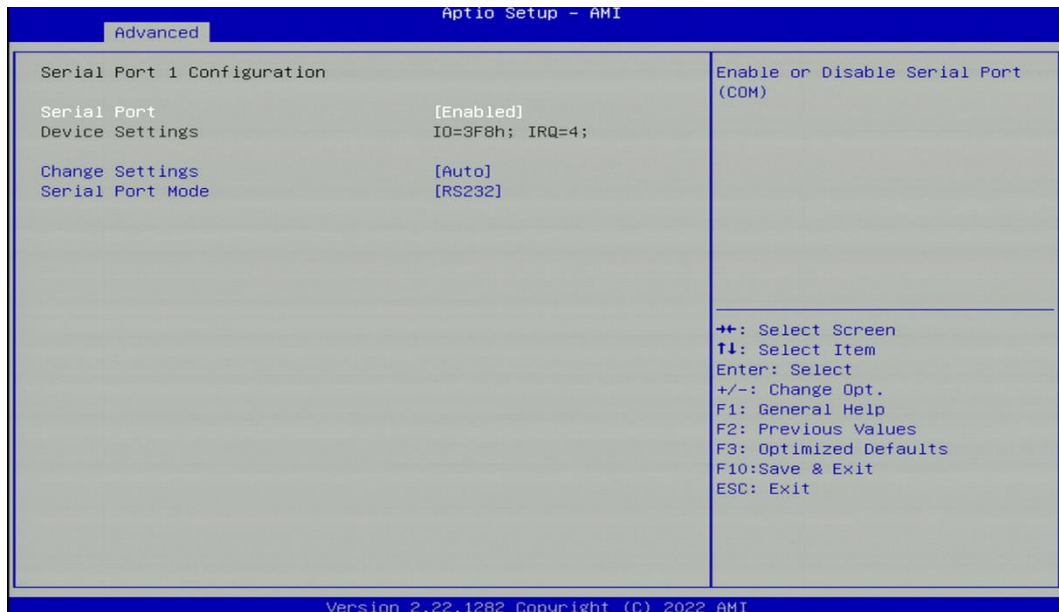 Aptio Setup – AMI
Advanced
Serial Port 1 Configuration
Serial Port [Enabled]
Device Settings IO=3F8h; IRQ=4;
Change Settings [Auto]
Serial Port Mode [RS232]
Enable or Disable Serial Port
(COM)
→←: Select Screen
↑↓: Select Item
Enter: Select
+/-: Change Opt.
F1: General Help
F2: Previous Values
F3: Optimized Defaults
F10:Save & Exit
ESC: Exit
Version 2.22.1282 Copyright (C) 2022 AMI